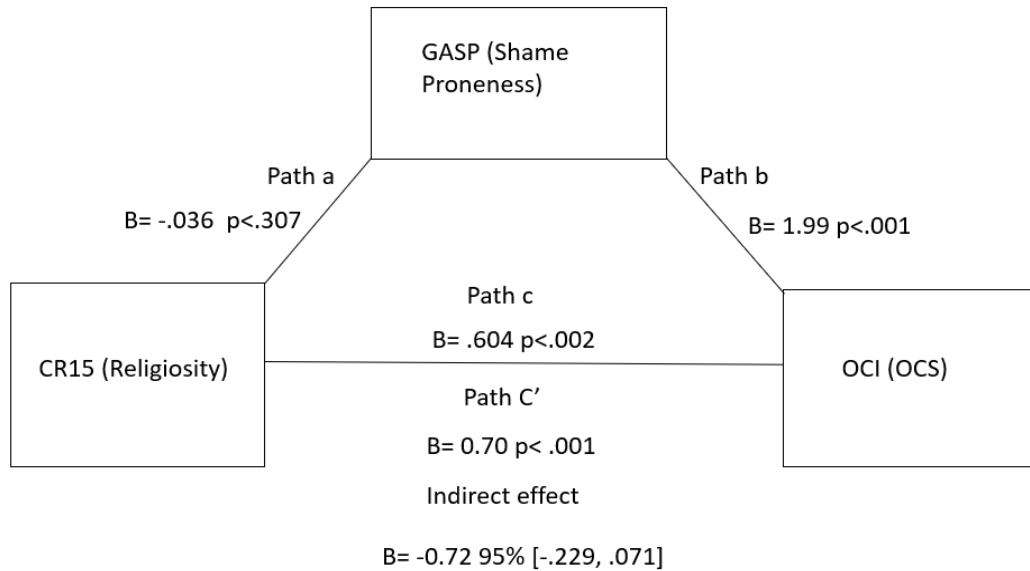 GASP (Shame
Proneness)
Path a
Path b
B= -.036  p<.307
B= 1.99 p<.001
Path c
B= .604 p<.002
CR15 (Religiosity)
OCI (OCS)
Path C’
B= 0.70 p< .001
Indirect effect
B= -0.72 95% [-.229, .071]